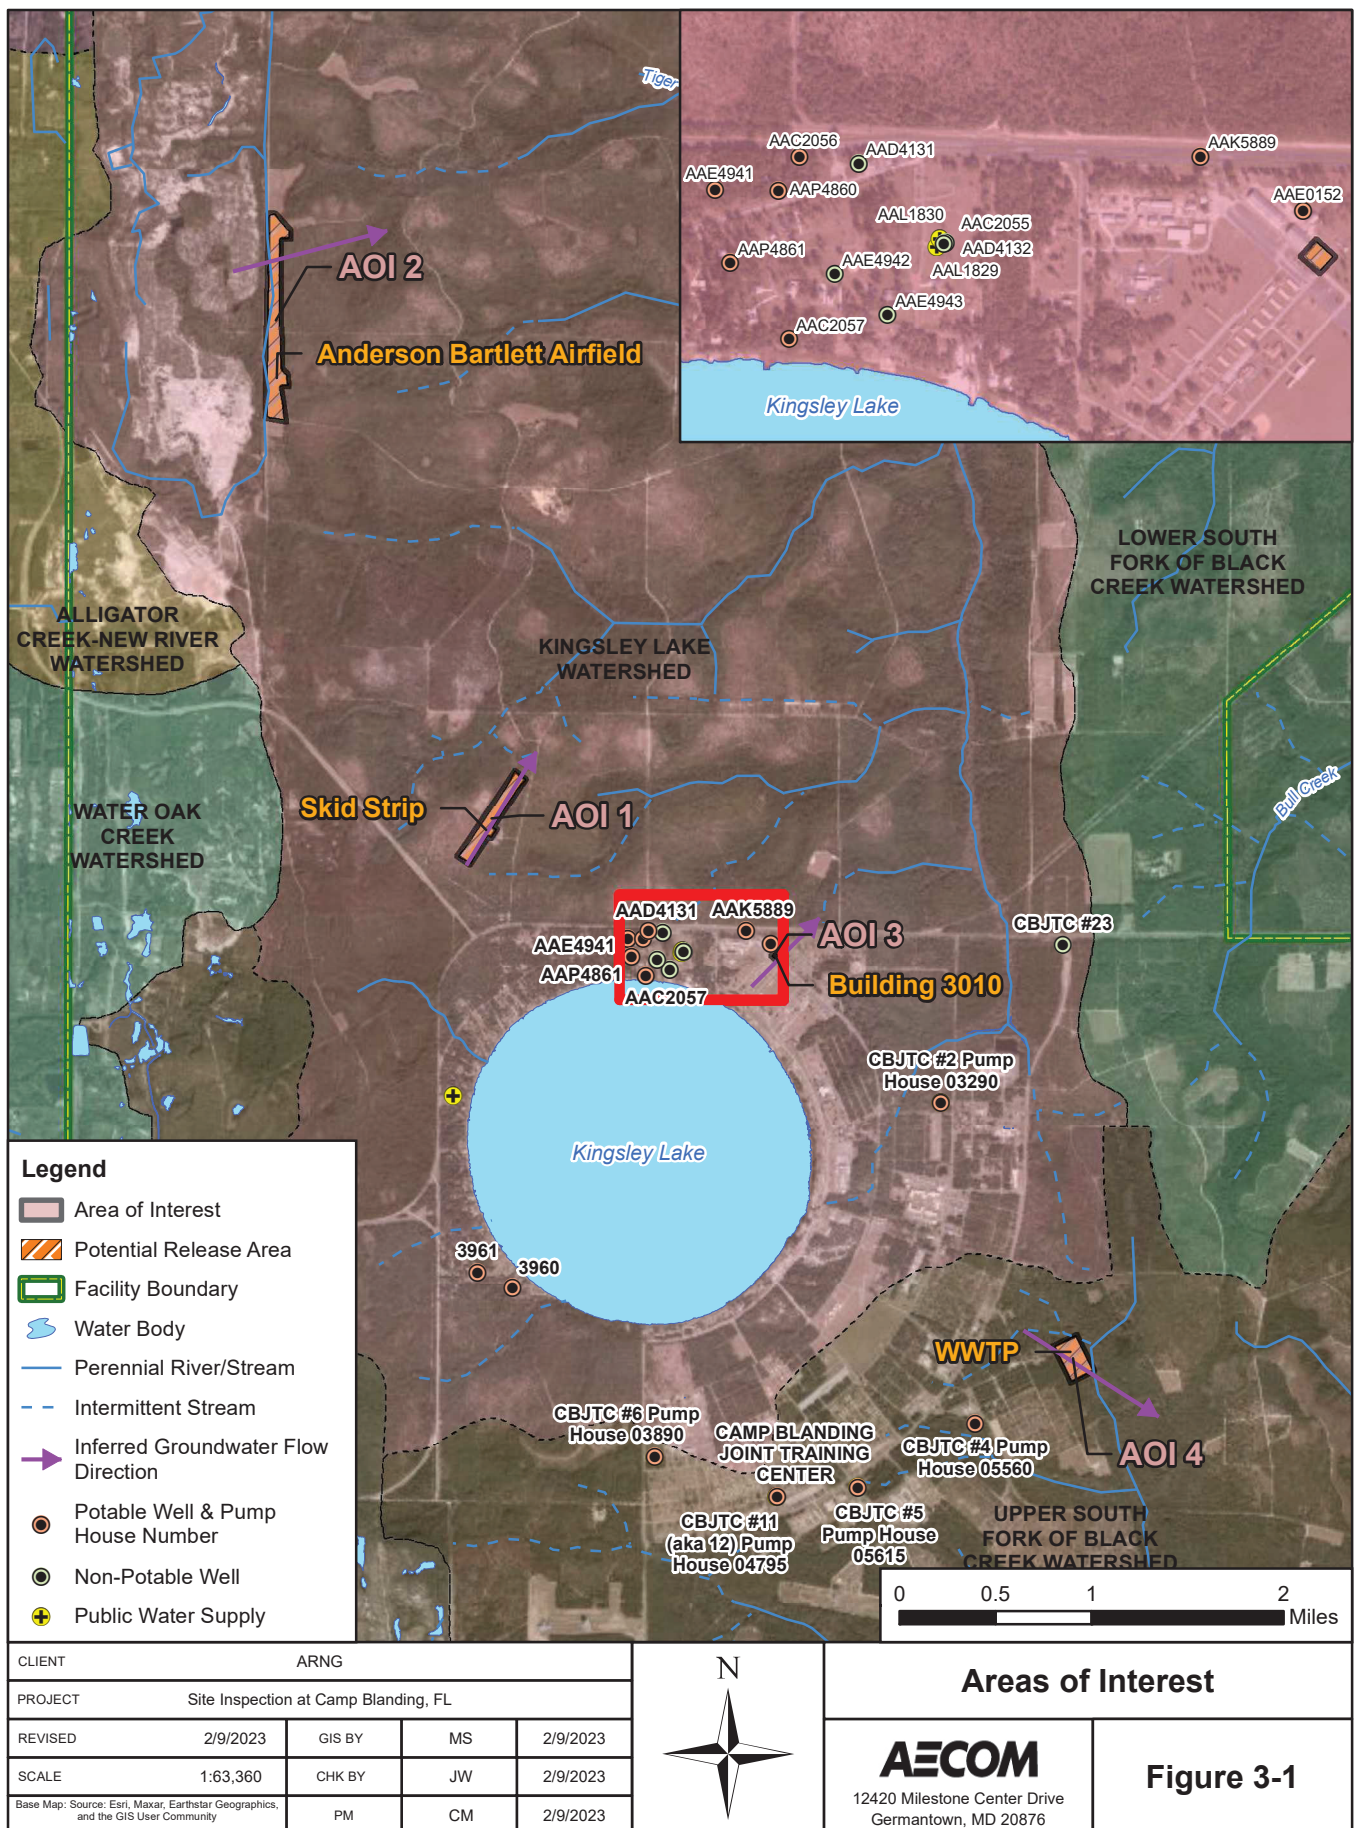 Tiger
AAC2056
AAD4131
AAK5889
AAE4941
AAP4860
AAE0152
AAL1830
AAC2055
AAD4132
AAP4861
AAE4942
AAL1829
AAE4943
AAC2057
Kingsley Lake
AOI 2
Anderson Bartlett Airfield
LOWER SOUTH
FORK OF BLACK
CREEK WATERSHED
ALLIGATOR
CREEK-NEW RIVER
WATERSHED
KINGSLEY LAKE
WATERSHED
Bull Creek
Skid Strip
AOI 1
WATER OAK
CREEK
WATERSHED
AAD4131
AAK5889
AAE4941
AAP4861
AAC2057
AOI 3
Building 3010
CBJTC #23
CBJTC #2 Pump
House 03290
Kingsley Lake
3961
3960
WWTP
AOI 4
CBJTC #6 Pump
House 03890
CAMP BLANDING
JOINT TRAINING
CENTER
CBJTC #4 Pump
House 05560
CBJTC #11
(aka 12) Pump
House 04795
CBJTC #5
Pump House
05615
UPPER SOUTH
FORK OF BLACK
CREEK WATERSHED
Legend
Area of Interest
Potential Release Area
Facility Boundary
Water Body
Perennial River/Stream
Intermittent Stream
Inferred Groundwater Flow
Direction
Potable Well & Pump
House Number
Non-Potable Well
Public Water Supply
0 0.5 1 2
Miles
CLIENT ARNG
PROJECT Site Inspection at Camp Blanding, FL
REVISED 2/9/2023 GIS BY MS 2/9/2023
SCALE 1:63,360 CHK BY JW 2/9/2023
Base Map: Source: Esri, Maxar, Earthstar Geographics,
and the GIS User Community
PM CM 2/9/2023
N
Areas of Interest
AECOM
12420 Milestone Center Drive
Germantown, MD 20876
Figure 3-1